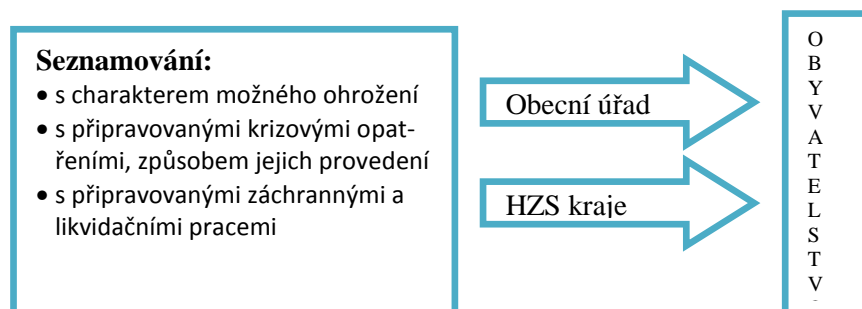 Seznamování:
• s charakterem možného ohrožení
• s připravovanými krizovými opat-
řeními, způsobem jejich provedení
• s připravovanými záchrannými a
likvidačními pracemi
Obecní úřad
HZS kraje
O
B
Y
V
A
T
E
L
S
T
V